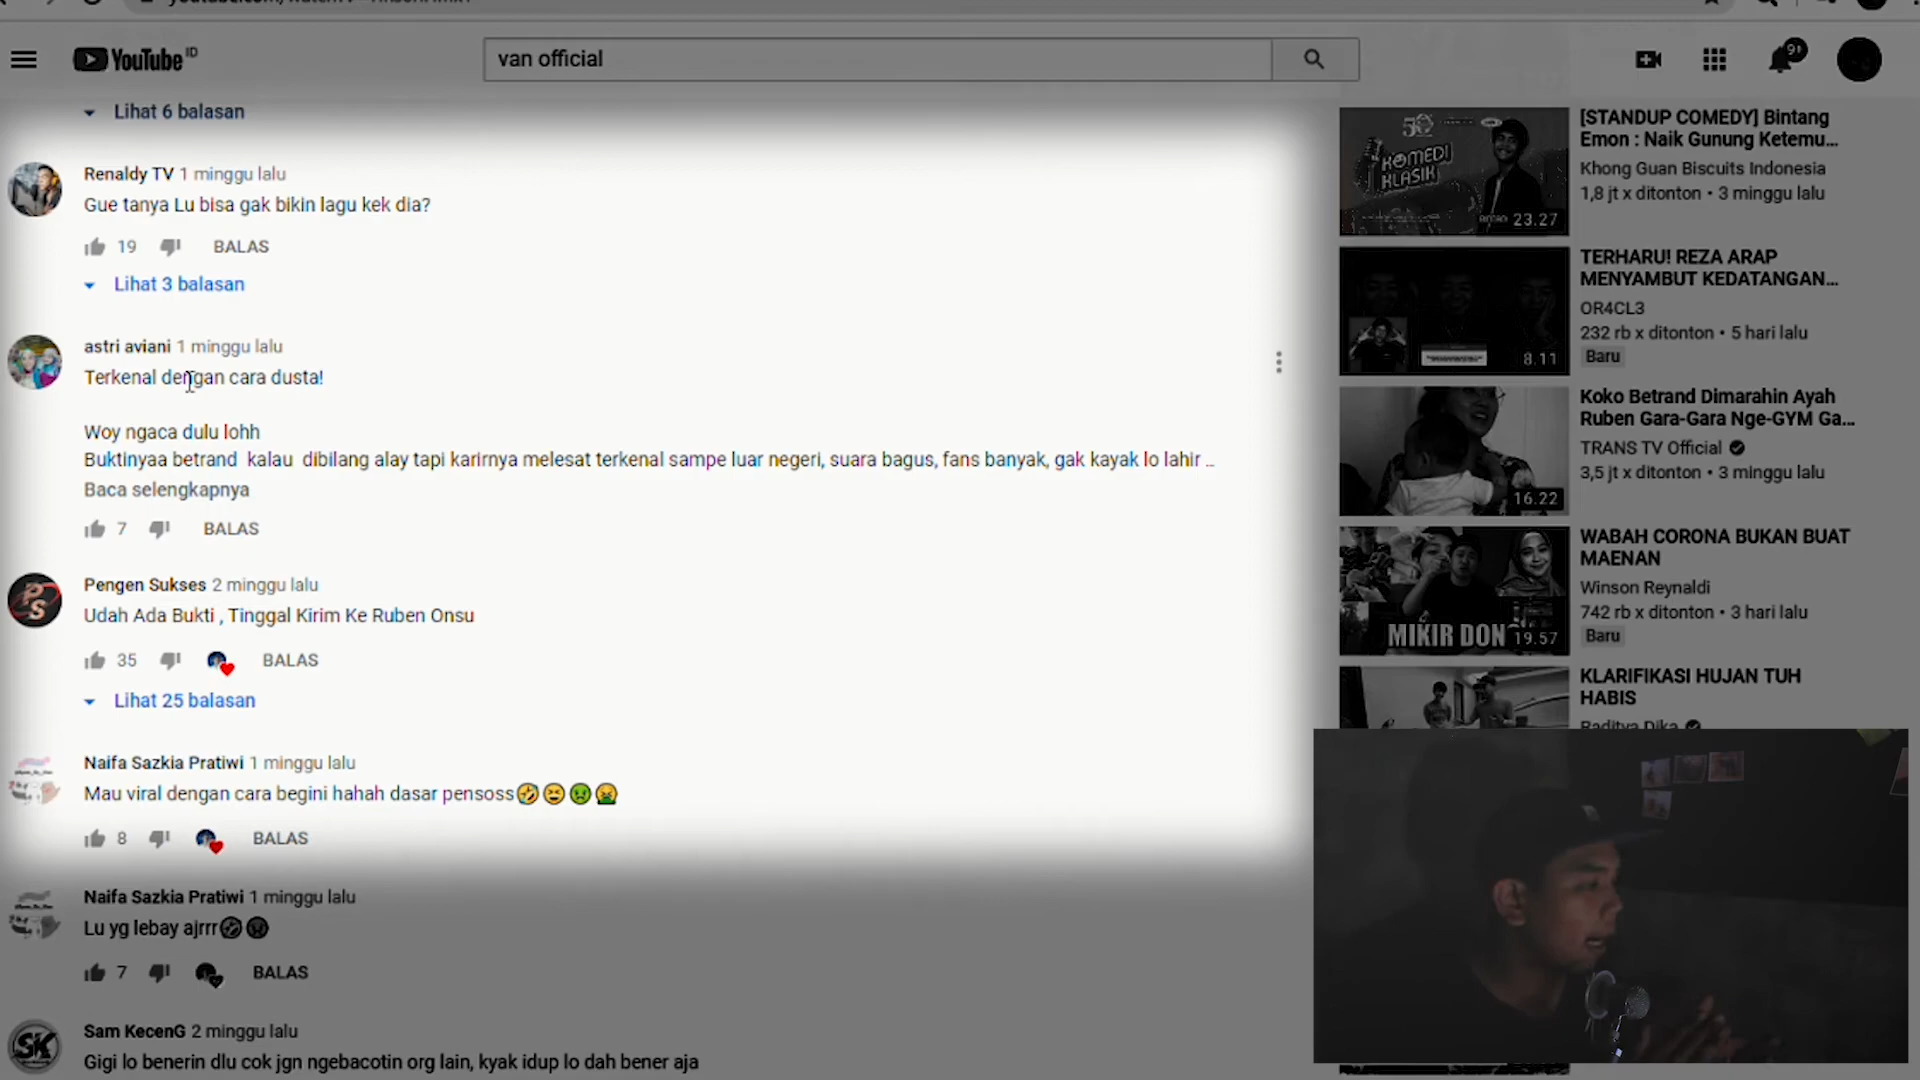 YouTube ID
van official
9+
Lihat 6 balasan
Renaldy TV 1 minggu lalu
Gue tanya Lu bisa gak bikin lagu kek dia?
19 BALAS
Lihat 3 balasan
astri aviani 1 minggu lalu
Terkenal dengan cara dusta!
Woy ngaca dulu lohh
Buktinyaa betrand kalau dibilang alay tapi karirnya melesat terkenal sampe luar negeri, suara bagus, fans banyak, gak kayak lo lahir ...
Baca selengkapnya
7 BALAS
Pengen Sukses 2 minggu lalu
Udah Ada Bukti , Tinggal Kirim Ke Ruben Onsu
35 BALAS
Lihat 25 balasan
Naifa Sazkia Pratiwi 1 minggu lalu
Mau viral dengan cara begini hahah dasar pensoss🤣😆🤢🤮
8 BALAS
Naifa Sazkia Pratiwi 1 minggu lalu
Lu yg lebay ajrrr
7 BALAS
Sam KecenG 2 minggu lalu
Gigi lo benerin dlu cok jgn ngebacotin org lain, kyak idup lo dah bener aja
KOMEDI
KLASIK
23.27
[STANDUP COMEDY] Bintang
Emon : Naik Gunung Ketemu...
Khong Guan Biscuits Indonesia
1,8 jt x ditonton • 3 minggu lalu
8.11
TERHARU! REZA ARAP
MENYAMBUT KEDATANGAN...
OR4CL3
232 rb x ditonton • 5 hari lalu
Baru
16.22
Koko Betrand Dimarahin Ayah
Ruben Gara-Gara Nge-GYM Ga...
TRANS TV Official
3,5 jt x ditonton • 3 minggu lalu
MIKIR DON
19.57
WABAH CORONA BUKAN BUAT
MAENAN
Winson Reynaldi
742 rb x ditonton • 3 hari lalu
Baru
KLARIFIKASI HUJAN TUH
HABIS
Raditya Dika